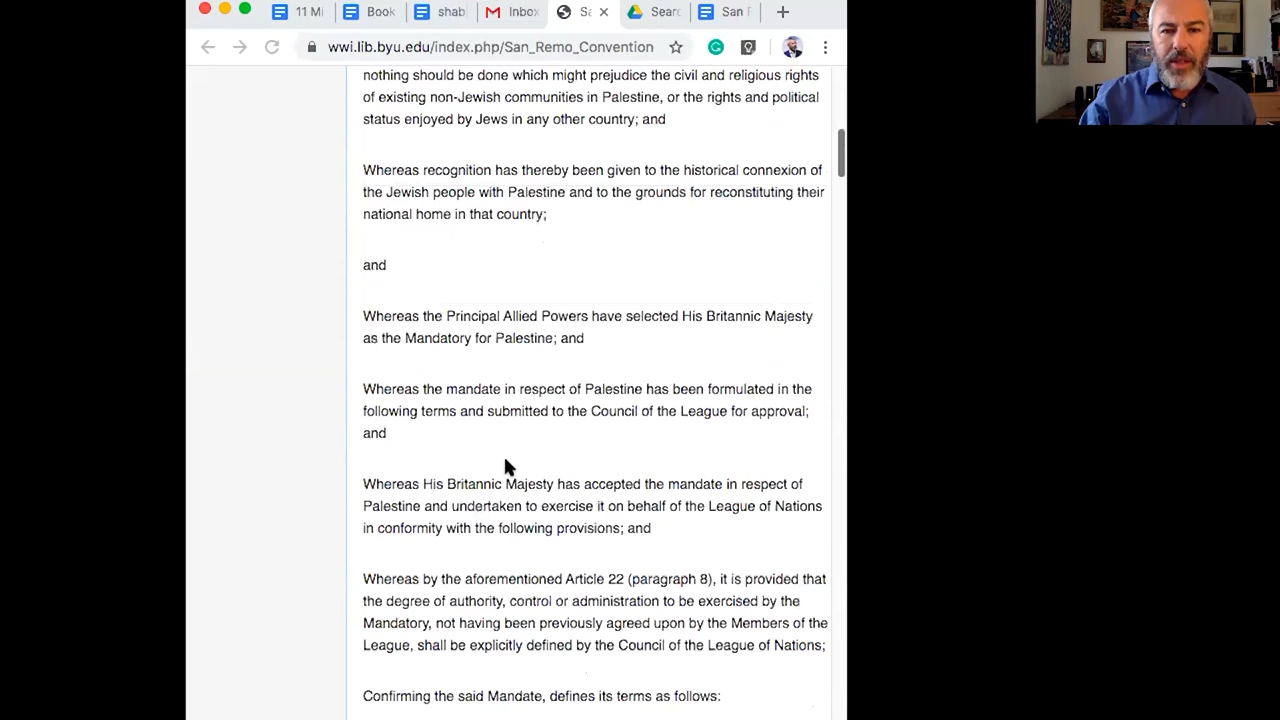 11 Mi
Book
shab
Inbox
Sa
Searc
San F
wwi.lib.byu.edu/index.php/San_Remo_Convention
nothing should be done which might prejudice the civil and religious rights
of existing non-Jewish communities in Palestine, or the rights and political
status enjoyed by Jews in any other country; and
Whereas recognition has thereby been given to the historical connexion of
the Jewish people with Palestine and to the grounds for reconstituting their
national home in that country;
and
Whereas the Principal Allied Powers have selected His Britannic Majesty
as the Mandatory for Palestine; and
Whereas the mandate in respect of Palestine has been formulated in the
following terms and submitted to the Council of the League for approval;
and
Whereas His Britannic Majesty has accepted the mandate in respect of
Palestine and undertaken to exercise it on behalf of the League of Nations
in conformity with the following provisions; and
Whereas by the aforementioned Article 22 (paragraph 8), it is provided that
the degree of authority, control or administration to be exercised by the
Mandatory, not having been previously agreed upon by the Members of the
League, shall be explicitly defined by the Council of the League of Nations;
Confirming the said Mandate, defines its terms as follows: